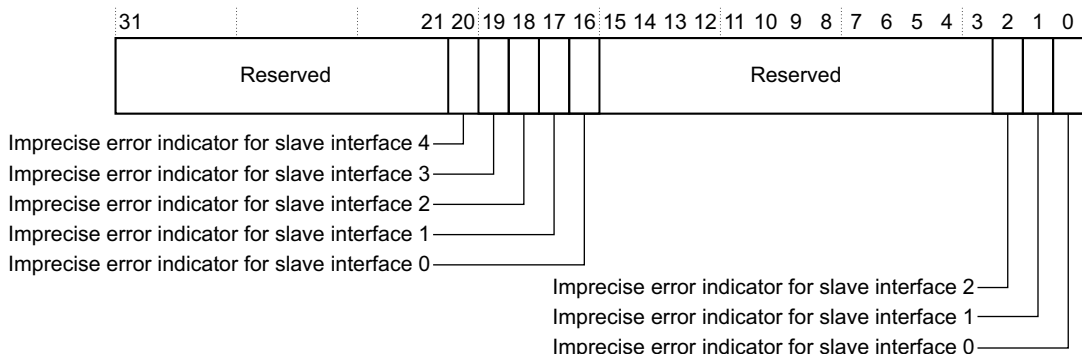 31 21 20 19 18 17 16 15 14 13 12 11 10 9 8 7 6 5 4 3 2 1 0
Reserved Reserved
Imprecise error indicator for slave interface 4
Imprecise error indicator for slave interface 3
Imprecise error indicator for slave interface 2
Imprecise error indicator for slave interface 1
Imprecise error indicator for slave interface 0
Imprecise error indicator for slave interface 2
Imprecise error indicator for slave interface 1
Imprecise error indicator for slave interface 0